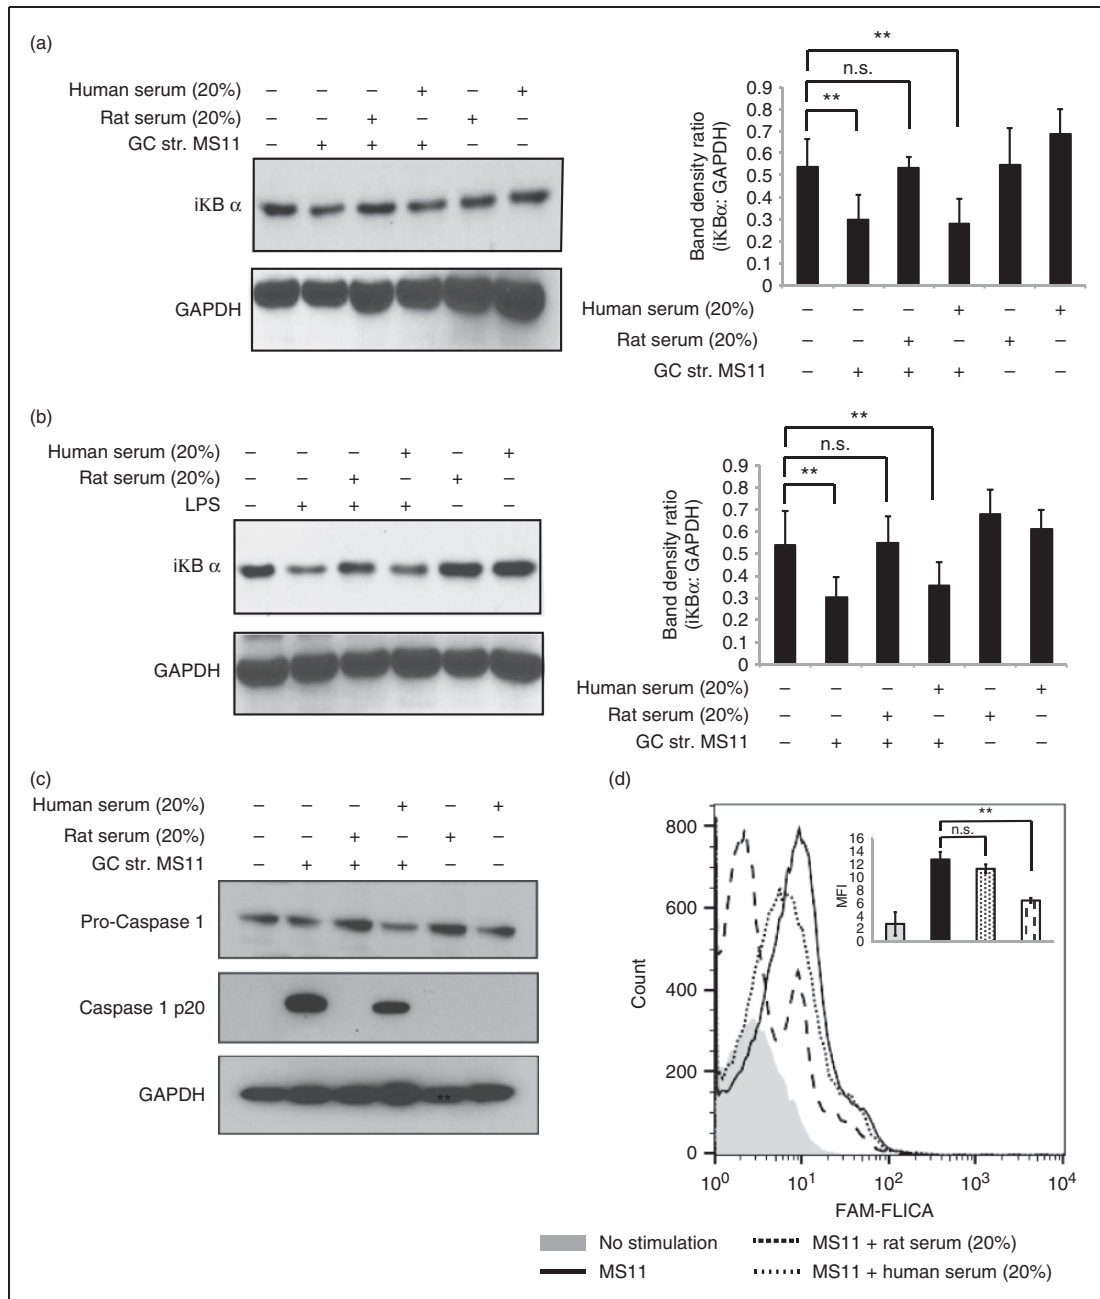 (a)
Human serum (20%) – – – + – +
Rat serum (20%) – – + – + –
GC str. MS11 – + + + – –
iKB α
GAPDH
**
n.s.
**
0.9
0.8
0.7
0.6
0.5
0.4
0.3
0.2
0.1
0
Band density ratio
(iKBα: GAPDH)
Human serum (20%) – – – + – +
Rat serum (20%) – – + – + –
GC str. MS11 – + + + – –
(b)
Human serum (20%) – – – + – +
Rat serum (20%) – – + – + –
LPS – + + + – –
iKB α
GAPDH
**
n.s.
**
0.9
0.8
0.7
0.6
0.5
0.4
0.3
0.2
0.1
0
Band density ratio
(iKBα: GAPDH)
Human serum (20%) – – – + – +
Rat serum (20%) – – + – + –
GC str. MS11 – + + + – –
(c)
Human serum (20%) – – – + – +
Rat serum (20%) – – + – + –
GC str. MS11 – + + + – –
Pro-Caspase 1
Caspase 1 p20
GAPDH
**
(d)
800
600
400
200
0
Count
10⁰ 10¹ 10² 10³ 10⁴
FAM-FLICA
**
n.s.
16
14
12
10
8
6
4
2
0
MFI
No stimulation MS11 + rat serum (20%)
MS11 MS11 + human serum (20%)